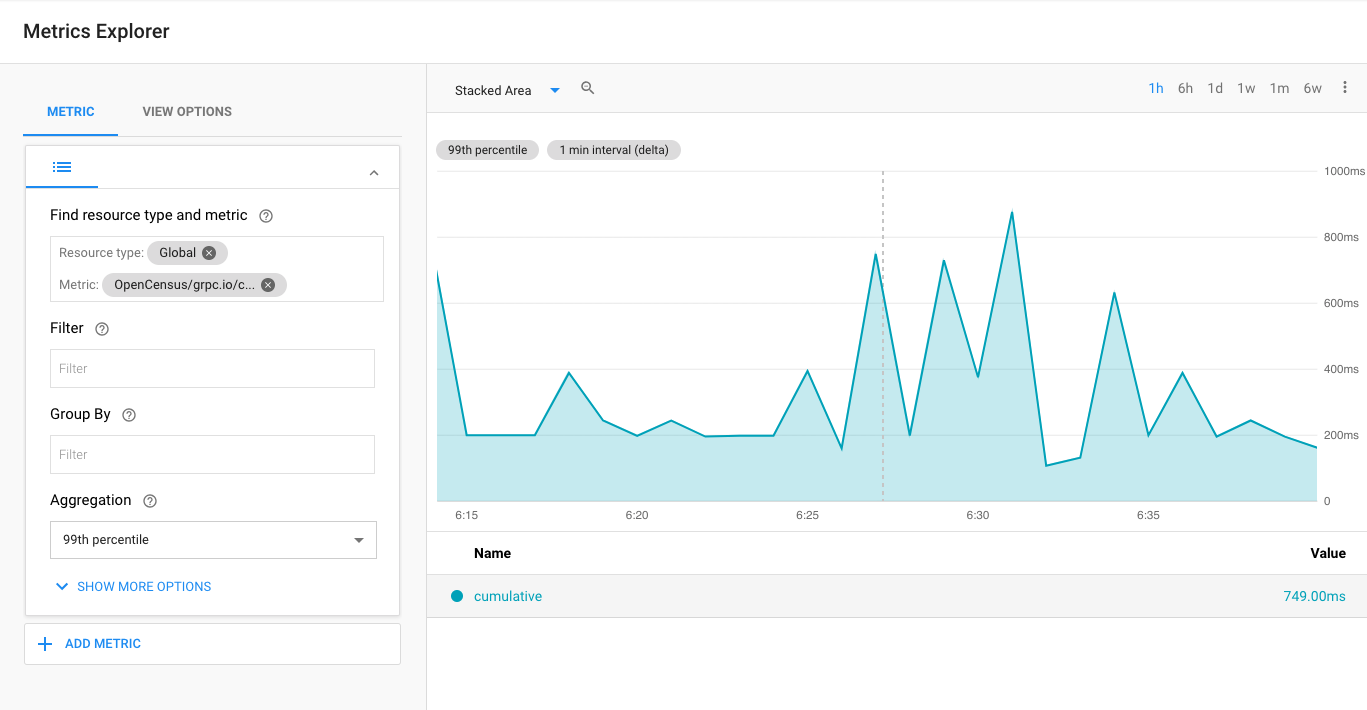 Metrics Explorer
METRIC VIEW OPTIONS
Find resource type and metric
Resource type: Global
Metric: OpenCensus/grpc.io/c...
Filter
Filter
Group By
Filter
Aggregation
99th percentile
SHOW MORE OPTIONS
ADD METRIC
Stacked Area 1h 6h 1d 1w 1m 6w
99th percentile 1 min interval (delta)
1000ms
800ms
600ms
400ms
200ms
0
6:15 6:20 6:25 6:30 6:35
Name Value
cumulative 749.00ms